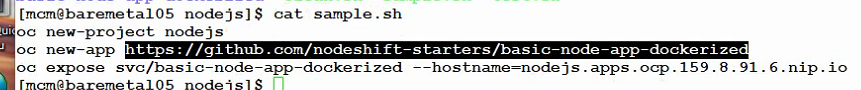 [mcm@baremetal05 nodejs]$ cat sample.sh
oc new-project nodejs
oc new-app https://github.com/nodeshift-starters/basic-node-app-dockerized
oc expose svc/basic-node-app-dockerized --hostname=nodejs.apps.ocp.159.8.91.6.nip.io
[mcm@baremetal05 nodejs]$